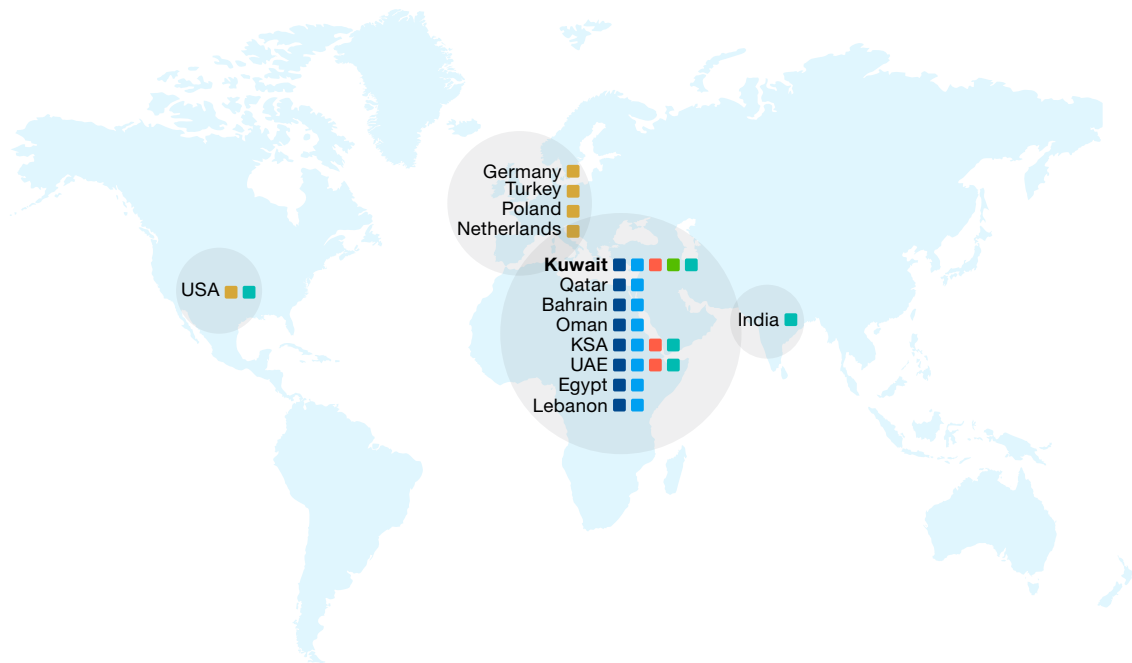 Germany
Turkey
Poland
Netherlands
USA
Kuwait
Qatar
Bahrain
Oman
KSA
UAE
Egypt
Lebanon
India